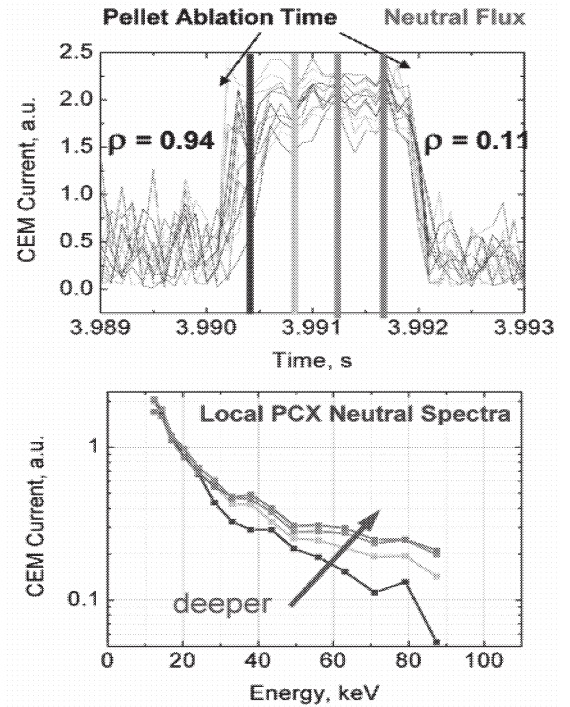 Pellet Ablation Time Neutral Flux
2.5
2.0
1.5
1.0
0.5
0.0
CEM Current, a.u.
ρ = 0.94
ρ = 0.11
3.989 3.990 3.991 3.992 3.993
Time, s
Local PCX Neutral Spectra
1
0.1
CEM Current, a.u.
deeper
0 20 40 60 80 100
Energy, keV